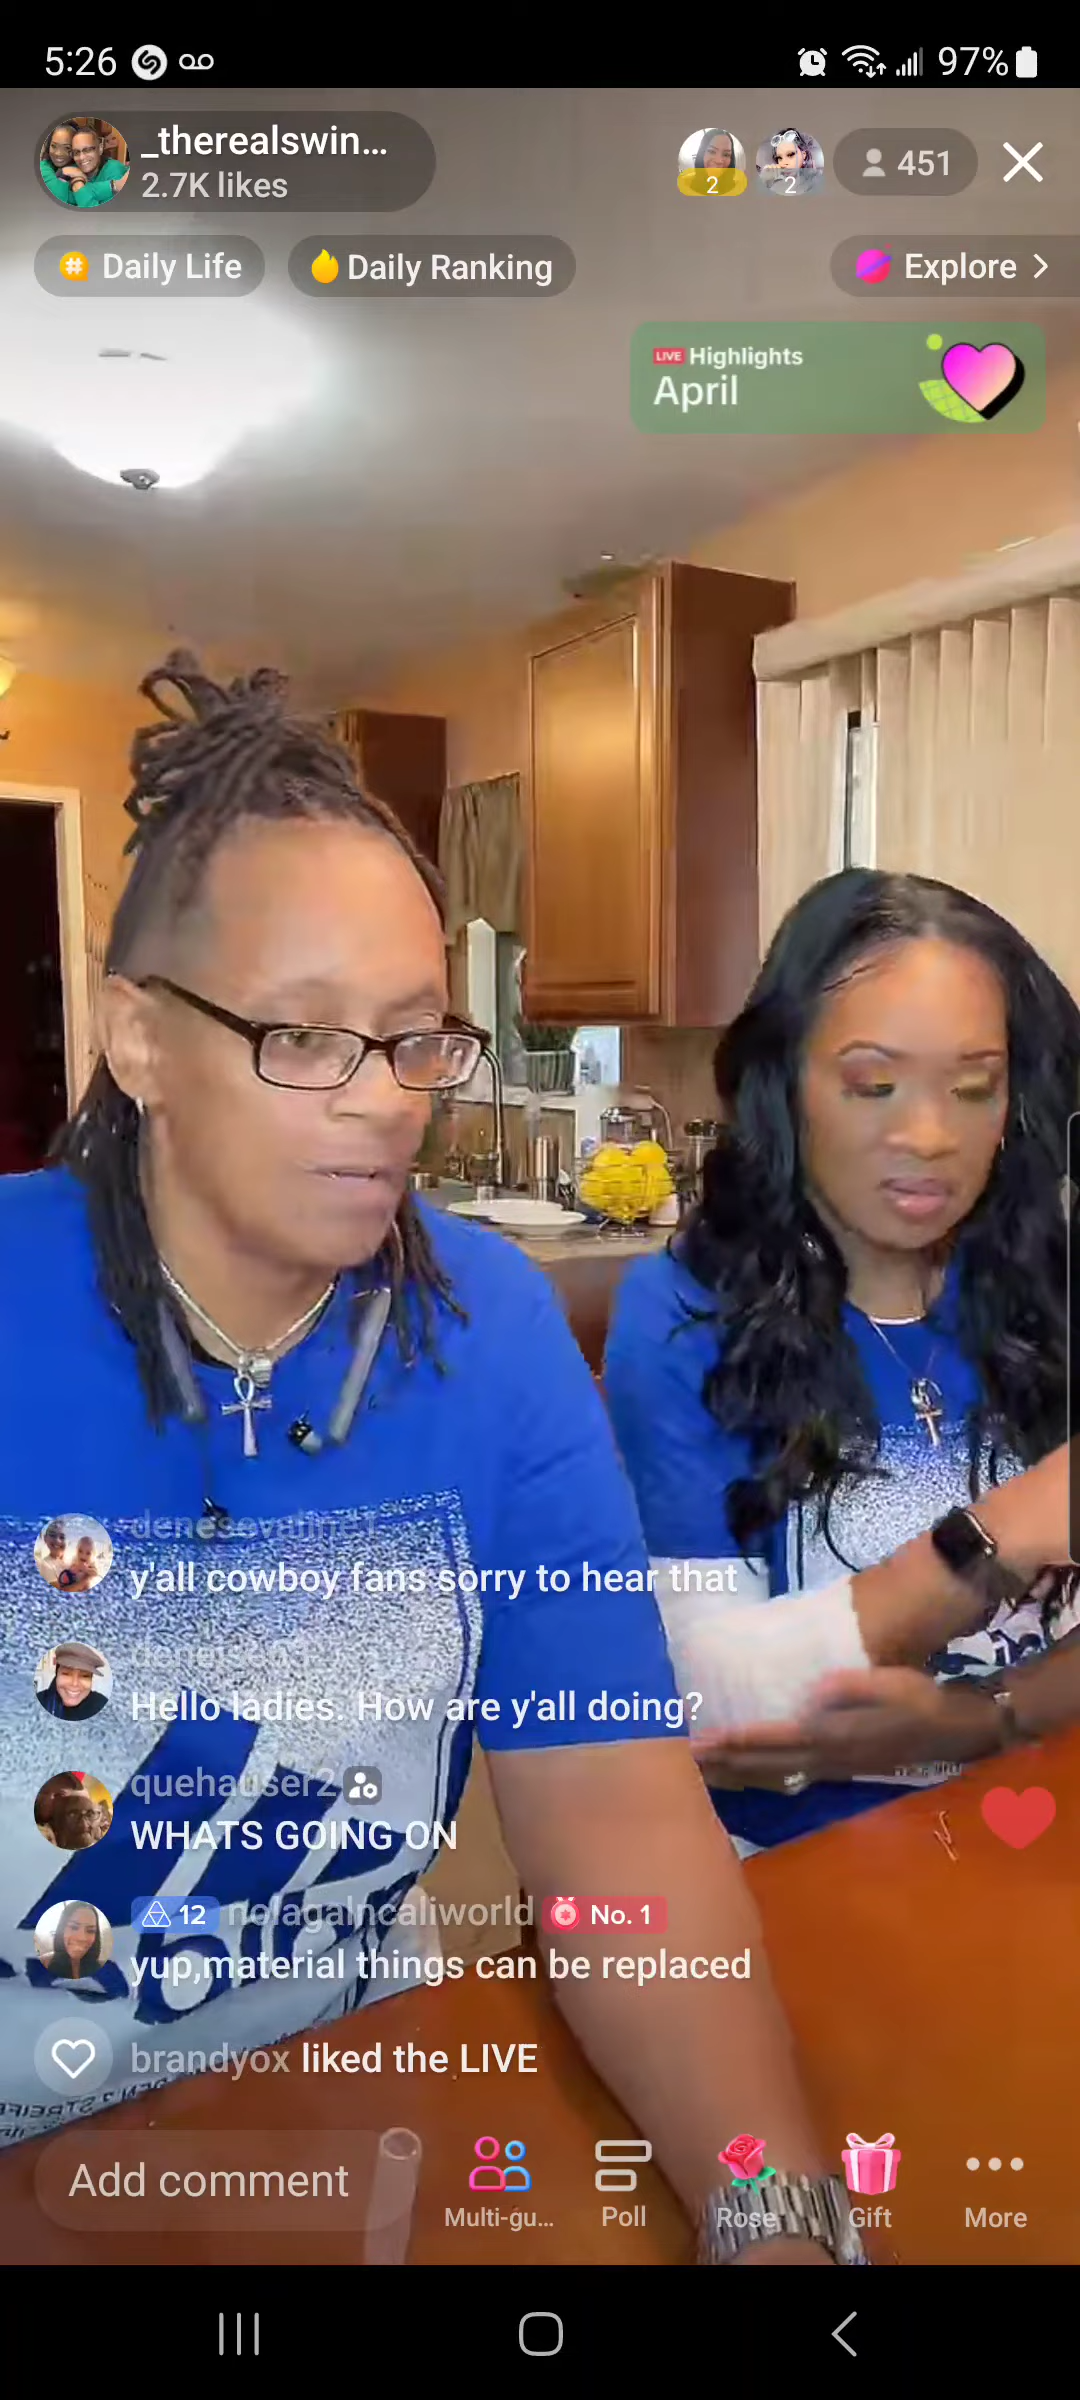 5:26
97%
_therealswin...
2.7K likes
2
2
451
Daily Life
Daily Ranking
Explore >
LIVE Highlights
April
denesevaline1
y'all cowboy fans sorry to hear that
Hello ladies. How are y'all doing?
quehauser2
WHATS GOING ON
12 nolagalncaliworld No. 1
yup,material things can be replaced
brandyox liked the LIVE
Add comment
Multi-gu...
Poll
Rose
Gift
More